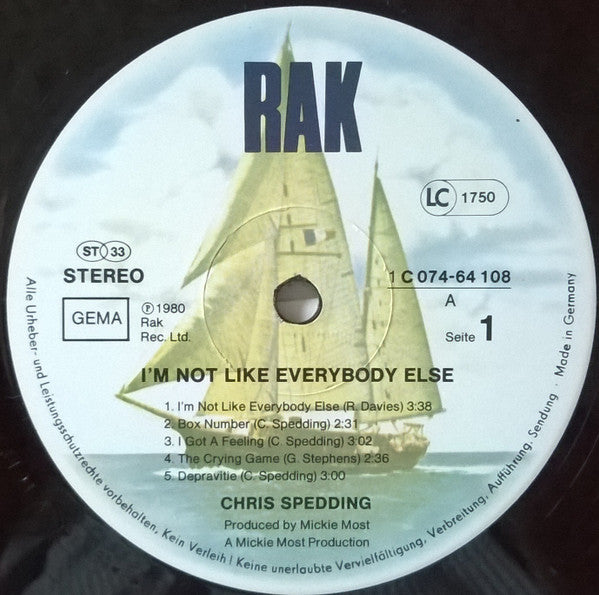 RAK
LC 1750
ST 33
STEREO
GEMA
℗ 1980
Rak
Rec. Ltd.
1 C 074-64 108
A
Seite 1
I'M NOT LIKE EVERYBODY ELSE
1. I'm Not Like Everybody Else (R. Davies) 3:38
2. Box Number (C. Spedding) 2:31
3. I Got A Feeling (C. Spedding) 3:02
4. The Crying Game (G. Stephens) 2:36
5. Depravitie (C. Spedding) 3:00
CHRIS SPEDDING
Produced by Mickie Most
A Mickie Most Production
Alle Urheber- und Leistungsschutzrechte vorbehalten. Kein Verleih! Keine unerlaubte Vervielfältigung, Verbreitung, Aufführung, Sendung · Made in Germany